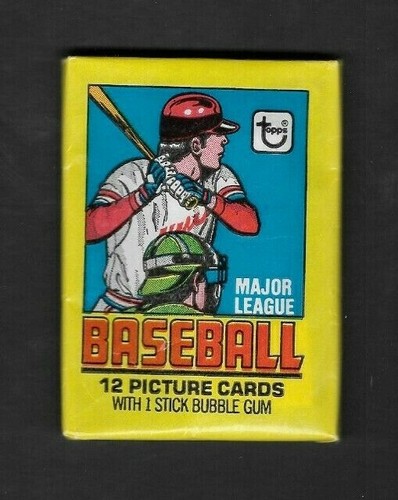 topps®
MAJOR
LEAGUE
BASEBALL
12 PICTURE CARDS
WITH 1 STICK BUBBLE GUM